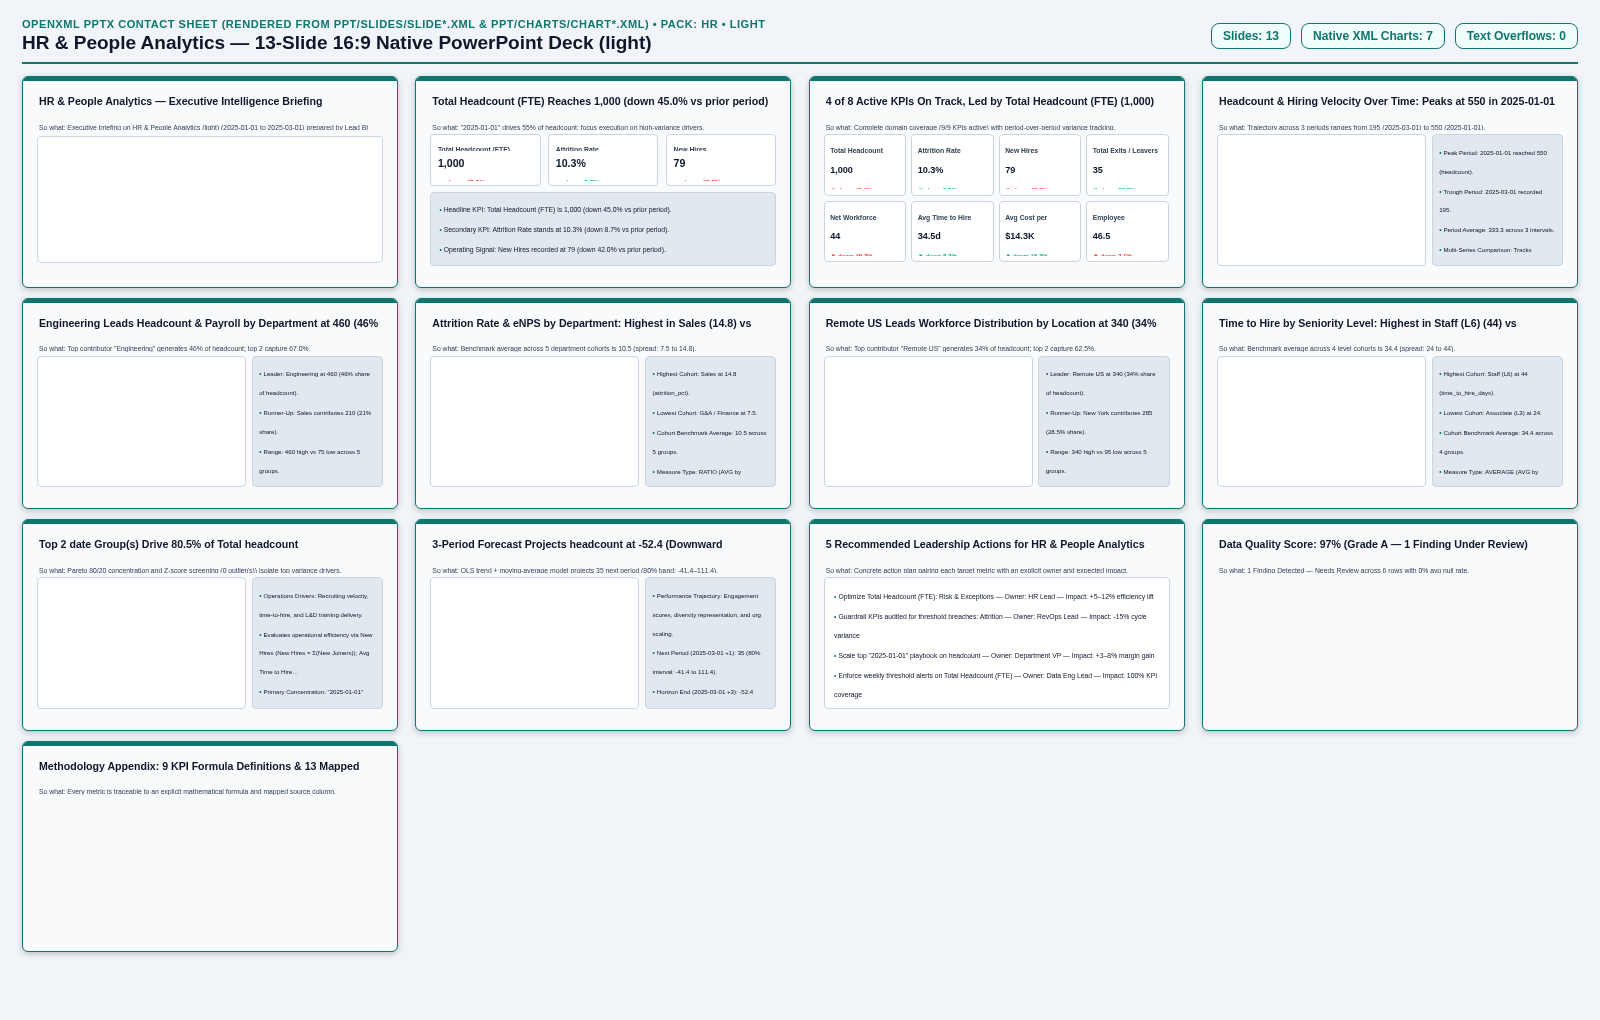 OPENXML PPTX CONTACT SHEET (RENDERED FROM PPT/SLIDES/SLIDE*.XML & PPT/CHARTS/CHART*.XML) • PACK: HR • LIGHT
HR & People Analytics — 13-Slide 16:9 Native PowerPoint Deck (light)
Slides: 13
Native XML Charts: 7
Text Overflows: 0
HR & People Analytics — Executive Intelligence Briefing
So what: Executive briefing on HR & People Analytics (light) (2025-01-01 to 2025-03-01) prepared by Lead BI
Total Headcount (FTE) Reaches 1,000 (down 45.0% vs prior period)
So what: "2025-01-01" drives 55% of headcount; focus execution on high-variance drivers.
Total Headcount (FTE)
1,000
Attrition Rate
10.3%
New Hires
79
• Headline KPI: Total Headcount (FTE) is 1,000 (down 45.0% vs prior period).
• Secondary KPI: Attrition Rate stands at 10.3% (down 8.7% vs prior period).
• Operating Signal: New Hires recorded at 79 (down 42.0% vs prior period).
4 of 8 Active KPIs On Track, Led by Total Headcount (FTE) (1,000)
So what: Complete domain coverage (9/9 KPIs active) with period-over-period variance tracking.
Total Headcount
1,000
Attrition Rate
10.3%
New Hires
79
Total Exits / Leavers
35
Net Workforce
44
Avg Time to Hire
34.5d
Avg Cost per
$14.3K
Employee
46.5
Headcount & Hiring Velocity Over Time: Peaks at 550 in 2025-01-01
So what: Trajectory across 3 periods ranges from 195 (2025-03-01) to 550 (2025-01-01).
• Peak Period: 2025-01-01 reached 550
(headcount).
• Trough Period: 2025-03-01 recorded
195.
• Period Average: 333.3 across 3 intervals.
• Multi-Series Comparison: Tracks
Engineering Leads Headcount & Payroll by Department at 460 (46%
So what: Top contributor "Engineering" generates 46% of headcount; top 2 capture 67.0%.
• Leader: Engineering at 460 (46% share
of headcount).
• Runner-Up: Sales contributes 210 (21%
share).
• Range: 460 high vs 75 low across 5
groups.
Attrition Rate & eNPS by Department: Highest in Sales (14.8) vs
So what: Benchmark average across 5 department cohorts is 10.5 (spread: 7.5 to 14.8).
• Highest Cohort: Sales at 14.8
(attrition_pct).
• Lowest Cohort: G&A / Finance at 7.5.
• Cohort Benchmark Average: 10.5 across
5 groups.
• Measure Type: RATIO (AVG by
Remote US Leads Workforce Distribution by Location at 340 (34%
So what: Top contributor "Remote US" generates 34% of headcount; top 2 capture 62.5%.
• Leader: Remote US at 340 (34% share
of headcount).
• Runner-Up: New York contributes 285
(28.5% share).
• Range: 340 high vs 95 low across 5
groups.
Time to Hire by Seniority Level: Highest in Staff (L6) (44) vs
So what: Benchmark average across 4 level cohorts is 34.4 (spread: 24 to 44).
• Highest Cohort: Staff (L6) at 44
(time_to_hire_days).
• Lowest Cohort: Associate (L3) at 24.
• Cohort Benchmark Average: 34.4 across
4 groups.
• Measure Type: AVERAGE (AVG by
Top 2 date Group(s) Drive 80.5% of Total headcount
So what: Pareto 80/20 concentration and Z-score screening (0 outlier(s)) isolate top variance drivers.
• Operations Drivers: Recruiting velocity,
time-to-hire, and L&D training delivery.
• Evaluates operational efficiency via New
Hires (New Hires = Σ(New Joiners)); Avg
Time to Hire…
• Primary Concentration: "2025-01-01"
3-Period Forecast Projects headcount at -52.4 (Downward
So what: OLS trend + moving-average model projects 35 next period (80% band: -41.4–111.4).
• Performance Trajectory: Engagement
scores, diversity representation, and org
scaling.
• Next Period (2025-03-01 +1): 35 (80%
interval: -41.4 to 111.4).
• Horizon End (2025-03-01 +3): -52.4
5 Recommended Leadership Actions for HR & People Analytics
So what: Concrete action plan pairing each target metric with an explicit owner and expected impact.
• Optimize Total Headcount (FTE): Risk & Exceptions — Owner: HR Lead — Impact: +5–12% efficiency lift
• Guardrail KPIs audited for threshold breaches: Attrition — Owner: RevOps Lead — Impact: -15% cycle
variance
• Scale top "2025-01-01" playbook on headcount — Owner: Department VP — Impact: +3–8% margin gain
• Enforce weekly threshold alerts on Total Headcount (FTE) — Owner: Data Eng Lead — Impact: 100% KPI
coverage
Data Quality Score: 97% (Grade A — 1 Finding Under Review)
So what: 1 Finding Detected — Needs Review across 6 rows with 0% avg null rate.
Methodology Appendix: 9 KPI Formula Definitions & 13 Mapped
So what: Every metric is traceable to an explicit mathematical formula and mapped source column.